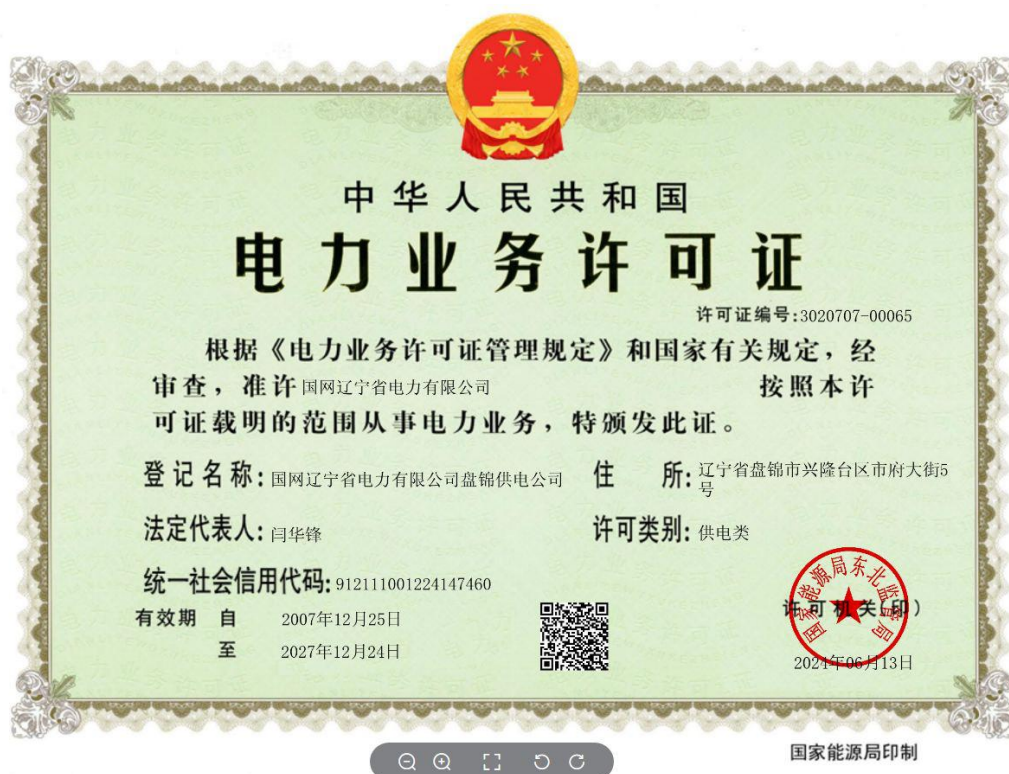 中华人民共和国
电力业务许可证
许可证编号:3020707-00065
根据《电力业务许可证管理规定》和国家有关规定，经
审查，准许 国网辽宁省电力有限公司 按照本许
可证载明的范围从事电力业务，特颁发此证。
登记名称: 国网辽宁省电力有限公司盘锦供电公司
住 所: 辽宁省盘锦市兴隆台区市府大街5
号
法定代表人: 闫华锋
许可类别: 供电类
统一社会信用代码: 912111001224147460
有效期 自 2007年12月25日
至 2027年12月24日
国家能源局东北监管局
许可机关(印)
2024年06月13日
国家能源局印制